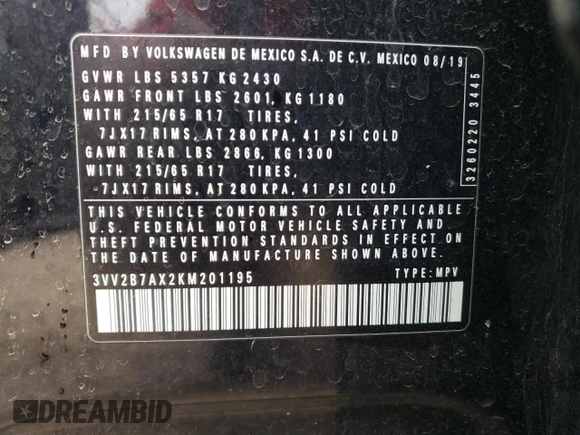 MFD BY VOLKSWAGEN DE MEXICO S.A. DE C.V. MEXICO 08/19
GVWR LBS 5357 KG 2430
GAWR FRONT LBS 2601, KG 1180
WITH 215/65 R17 TIRES,
7JX17 RIMS, AT 280 KPA, 41 PSI COLD
GAWR REAR LBS 2866, KG 1300
WITH 215/65 R17 TIRES,
7JX17 RIMS, AT 280 KPA, 41 PSI COLD
3260220 3445
THIS VEHICLE CONFORMS TO ALL APPLICABLE
U.S. FEDERAL MOTOR VEHICLE SAFETY AND
THEFT PREVENTION STANDARDS IN EFFECT ON
THE DATE OF MANUFACTURE SHOWN ABOVE.
3VV2B7AX2KM201195 TYPE: MPV
DREAMBID